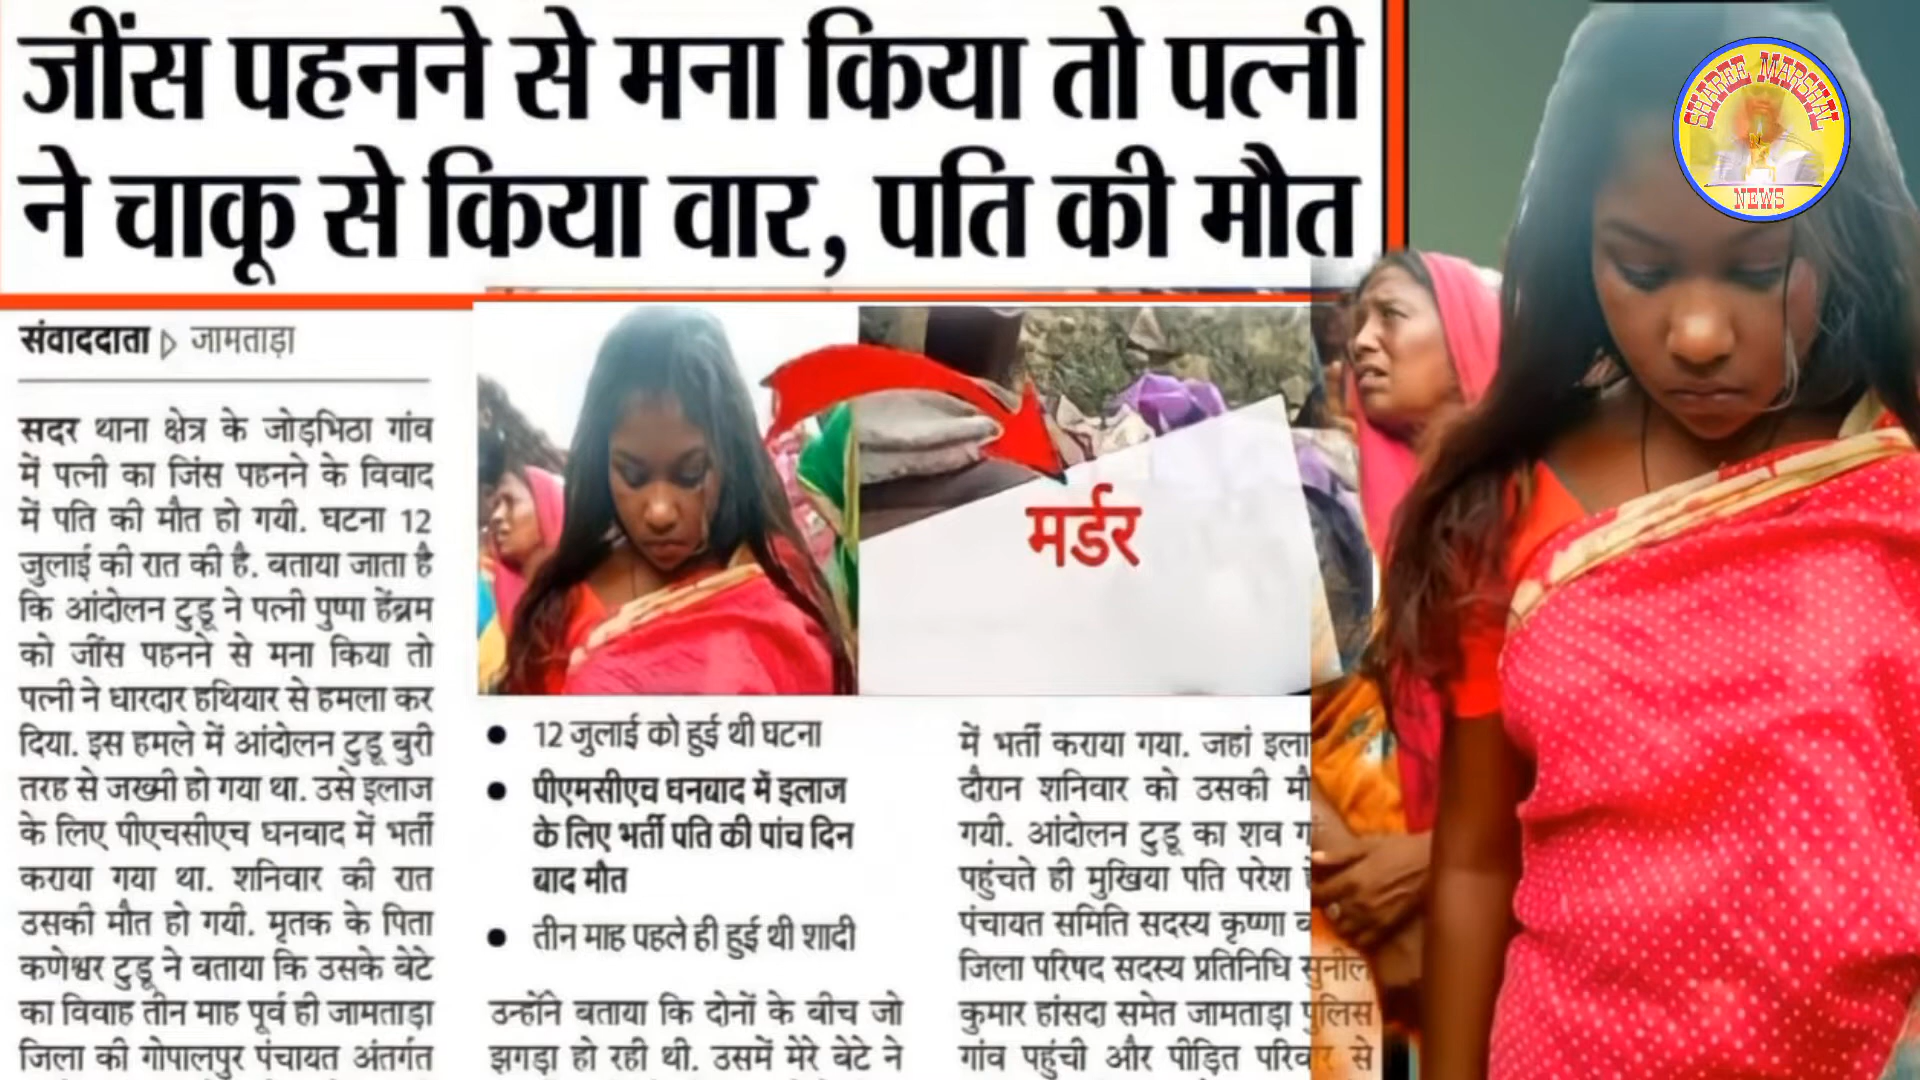 जींस पहनने से मना किया तो पत्नी
ने चाकू से किया वार, पति की मौत
SHAREE MARSHAL
NEWS
संवाददाता ▷ जामताड़ा
सदर थाना क्षेत्र के जोड़भिठा गांव
में पत्नी का जिंस पहनने के विवाद
में पति की मौत हो गयी. घटना 12
जुलाई की रात की है. बताया जाता है
कि आंदोलन टुडू ने पत्नी पुष्पा हेंब्रम
को जींस पहनने से मना किया तो
पत्नी ने धारदार हथियार से हमला कर
दिया. इस हमले में आंदोलन टुडू बुरी
तरह से जख्मी हो गया था. उसे इलाज
के लिए पीएचसीएच धनबाद में भर्ती
कराया गया था. शनिवार की रात
उसकी मौत हो गयी. मृतक के पिता
कणेश्वर टुडू ने बताया कि उसके बेटे
का विवाह तीन माह पूर्व ही जामताड़ा
जिला की गोपालपुर पंचायत अंतर्गत
मर्डर
● 12 जुलाई को हुई थी घटना
● पीएमसीएच धनबाद में इलाज
के लिए भर्ती पति की पांच दिन
बाद मौत
● तीन माह पहले ही हुई थी शादी
उन्होंने बताया कि दोनों के बीच जो
झगड़ा हो रही थी. उसमें मेरे बेटे ने
में भर्ती कराया गया. जहां इला
दौरान शनिवार को उसकी मौ
गयी. आंदोलन टुडू का शव ग
पहुंचते ही मुखिया पति परेश
पंचायत समिति सदस्य कृष्णा
जिला परिषद सदस्य प्रतिनिधि सुनील
कुमार हांसदा समेत जामताड़ा पुलिस
गांव पहुंची और पीड़ित परिवार से